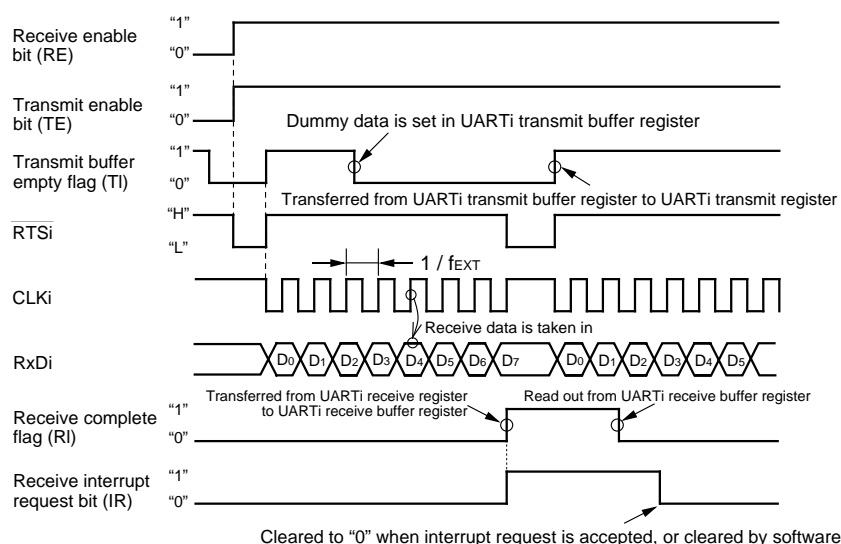 Receive enable
bit (RE)
“1”
“0”
Transmit enable
bit (TE)
“1”
“0”
Dummy data is set in UARTi transmit buffer register
Transmit buffer
empty flag (Tl)
“1”
“0”
Transferred from UARTi transmit buffer register to UARTi transmit register
RTSi
“H”
“L”
1 / fEXT
CLKi
Receive data is taken in
RxDi
D0 D1 D2 D3 D4 D5 D6 D7 D0 D1 D2 D3 D4 D5
Transferred from UARTi receive register
to UARTi receive buffer register
Read out from UARTi receive buffer register
Receive complete
flag (Rl)
“1”
“0”
Receive interrupt
request bit (IR)
“1”
“0”
Cleared to “0” when interrupt request is accepted, or cleared by software